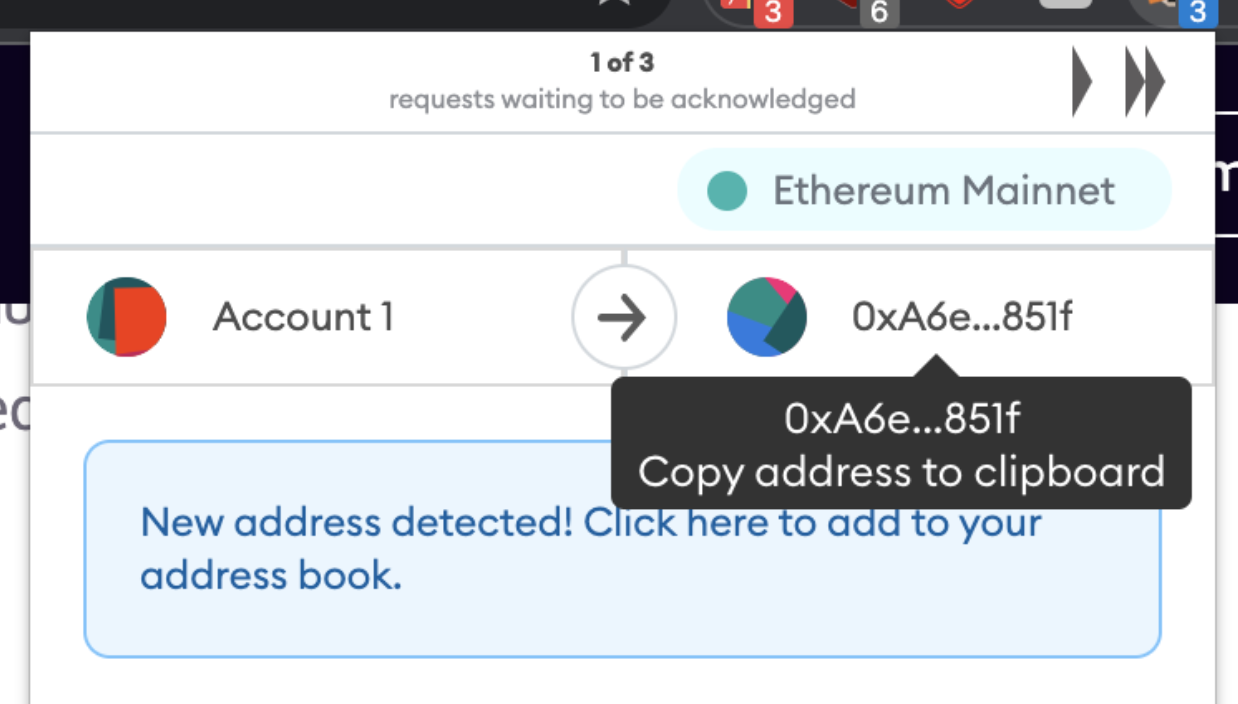 3
6
3
1 of 3
requests waiting to be acknowledged
Ethereum Mainnet
Account 1
0xA6e...851f
0xA6e...851f
Copy address to clipboard
New address detected! Click here to add to your
address book.